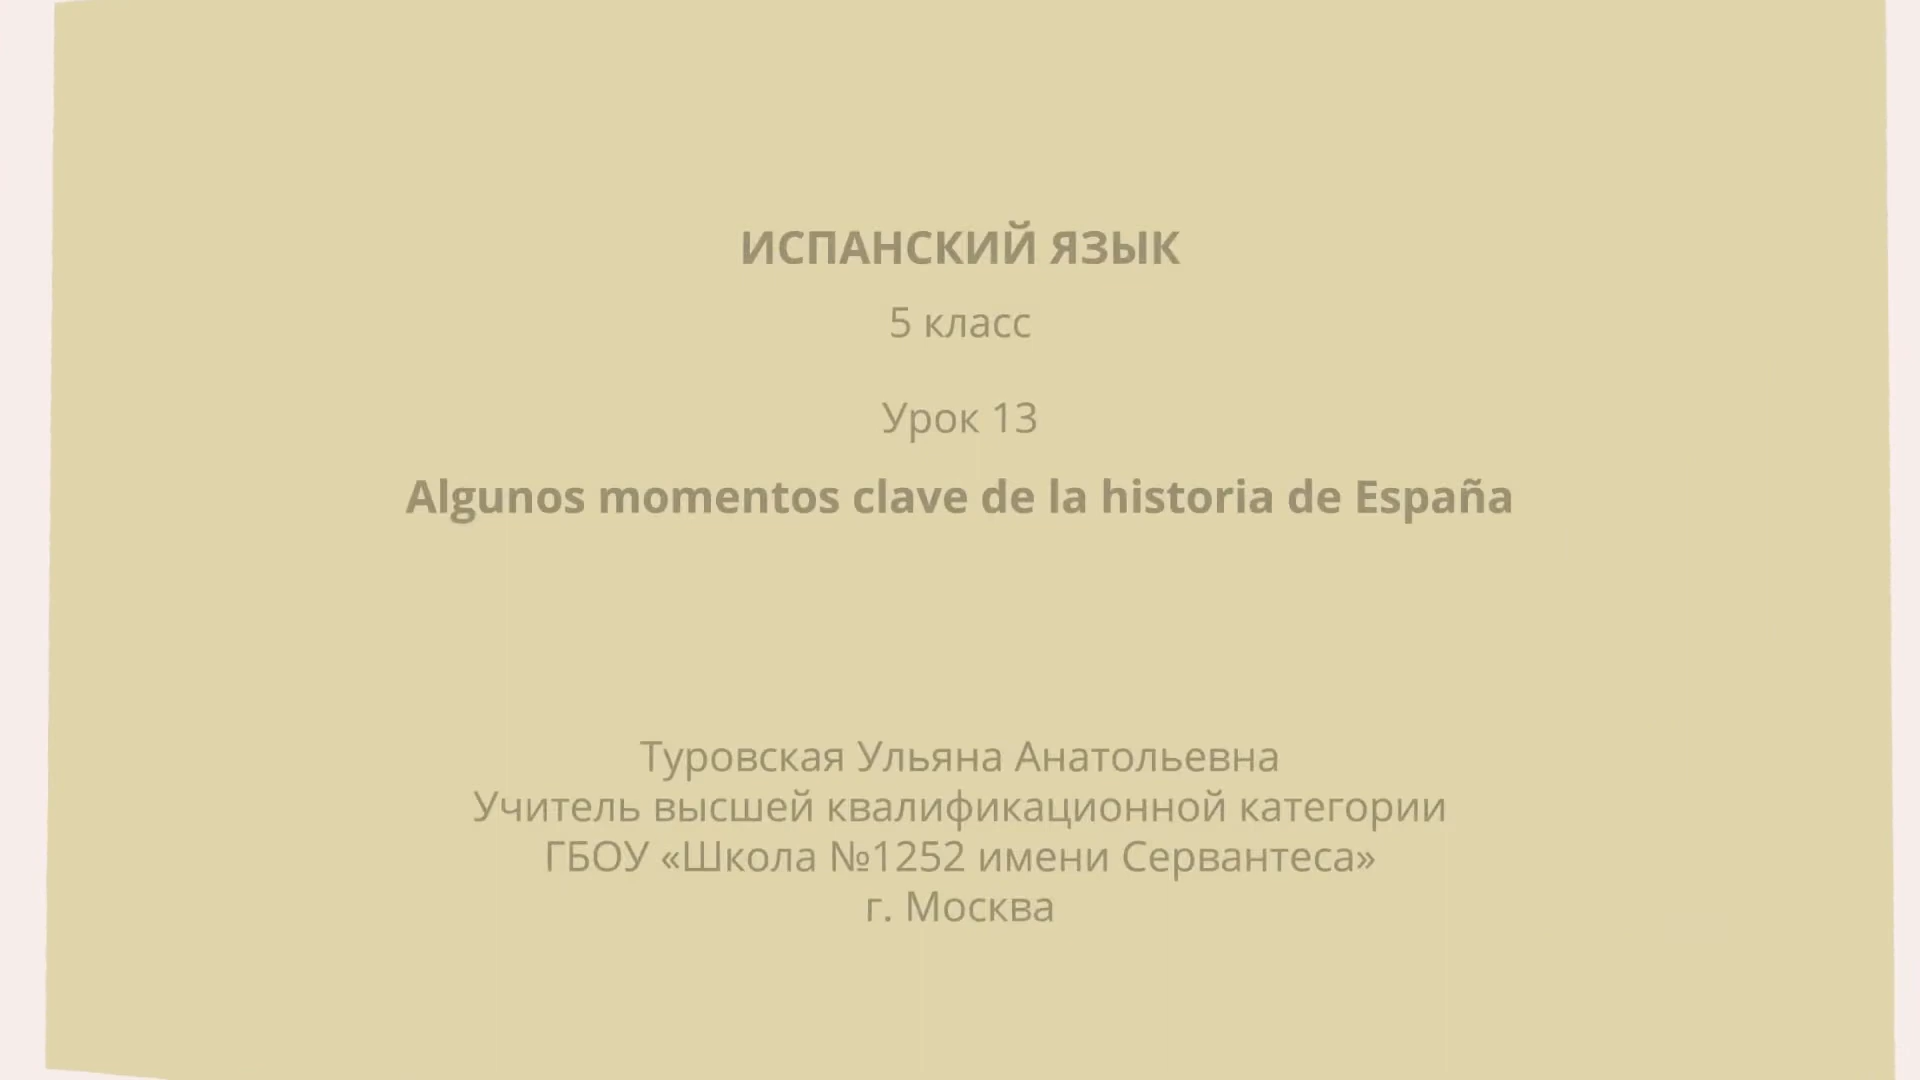 ИСПАНСКИЙ ЯЗЫК
5 класс
Урок 13
Algunos momentos clave de la historia de España
Туровская Ульяна Анатольевна
Учитель высшей квалификационной категории
ГБОУ «Школа №1252 имени Сервантеса»
г. Москва